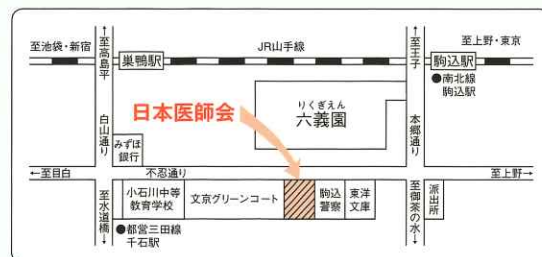 至池袋・新宿
←至高島平
巣鴨駅
JR山手線
←至王子
至上野・東京
駒込駅
●南北線
駒込駅
白山通り
日本医師会
りくぎえん
六義園
本郷通り
みずほ
銀行
←至目白
不忍通り
至上野→
至水道橋→
小石川中等
教育学校
文京グリーンコート
駒込
警察
東洋
文庫
至御茶の水→
派出所
●都営三田線
千石駅